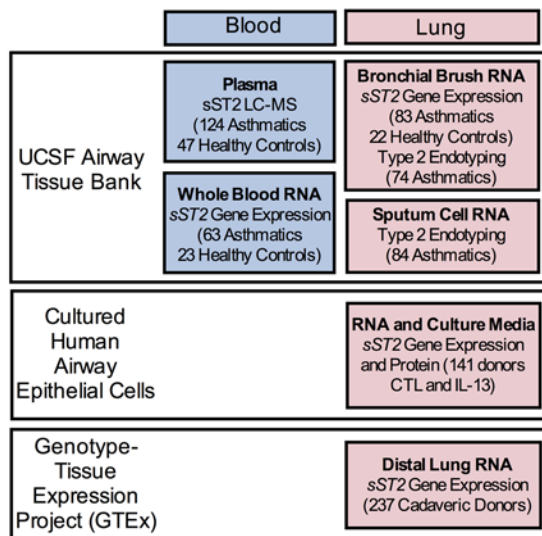 Blood
Lung
UCSF Airway
Tissue Bank
Plasma
sST2 LC-MS
(124 Asthmatics
47 Healthy Controls)
Whole Blood RNA
sST2 Gene Expression
(63 Asthmatics
23 Healthy Controls)
Bronchial Brush RNA
sST2 Gene Expression
(83 Asthmatics
22 Healthy Controls)
Type 2 Endotyping
(74 Asthmatics)
Sputum Cell RNA
Type 2 Endotyping
(84 Asthmatics)
Cultured
Human
Airway
Epithelial Cells
RNA and Culture Media
sST2 Gene Expression
and Protein (141 donors
CTL and IL-13)
Genotype-
Tissue
Expression
Project (GTEx)
Distal Lung RNA
sST2 Gene Expression
(237 Cadaveric Donors)